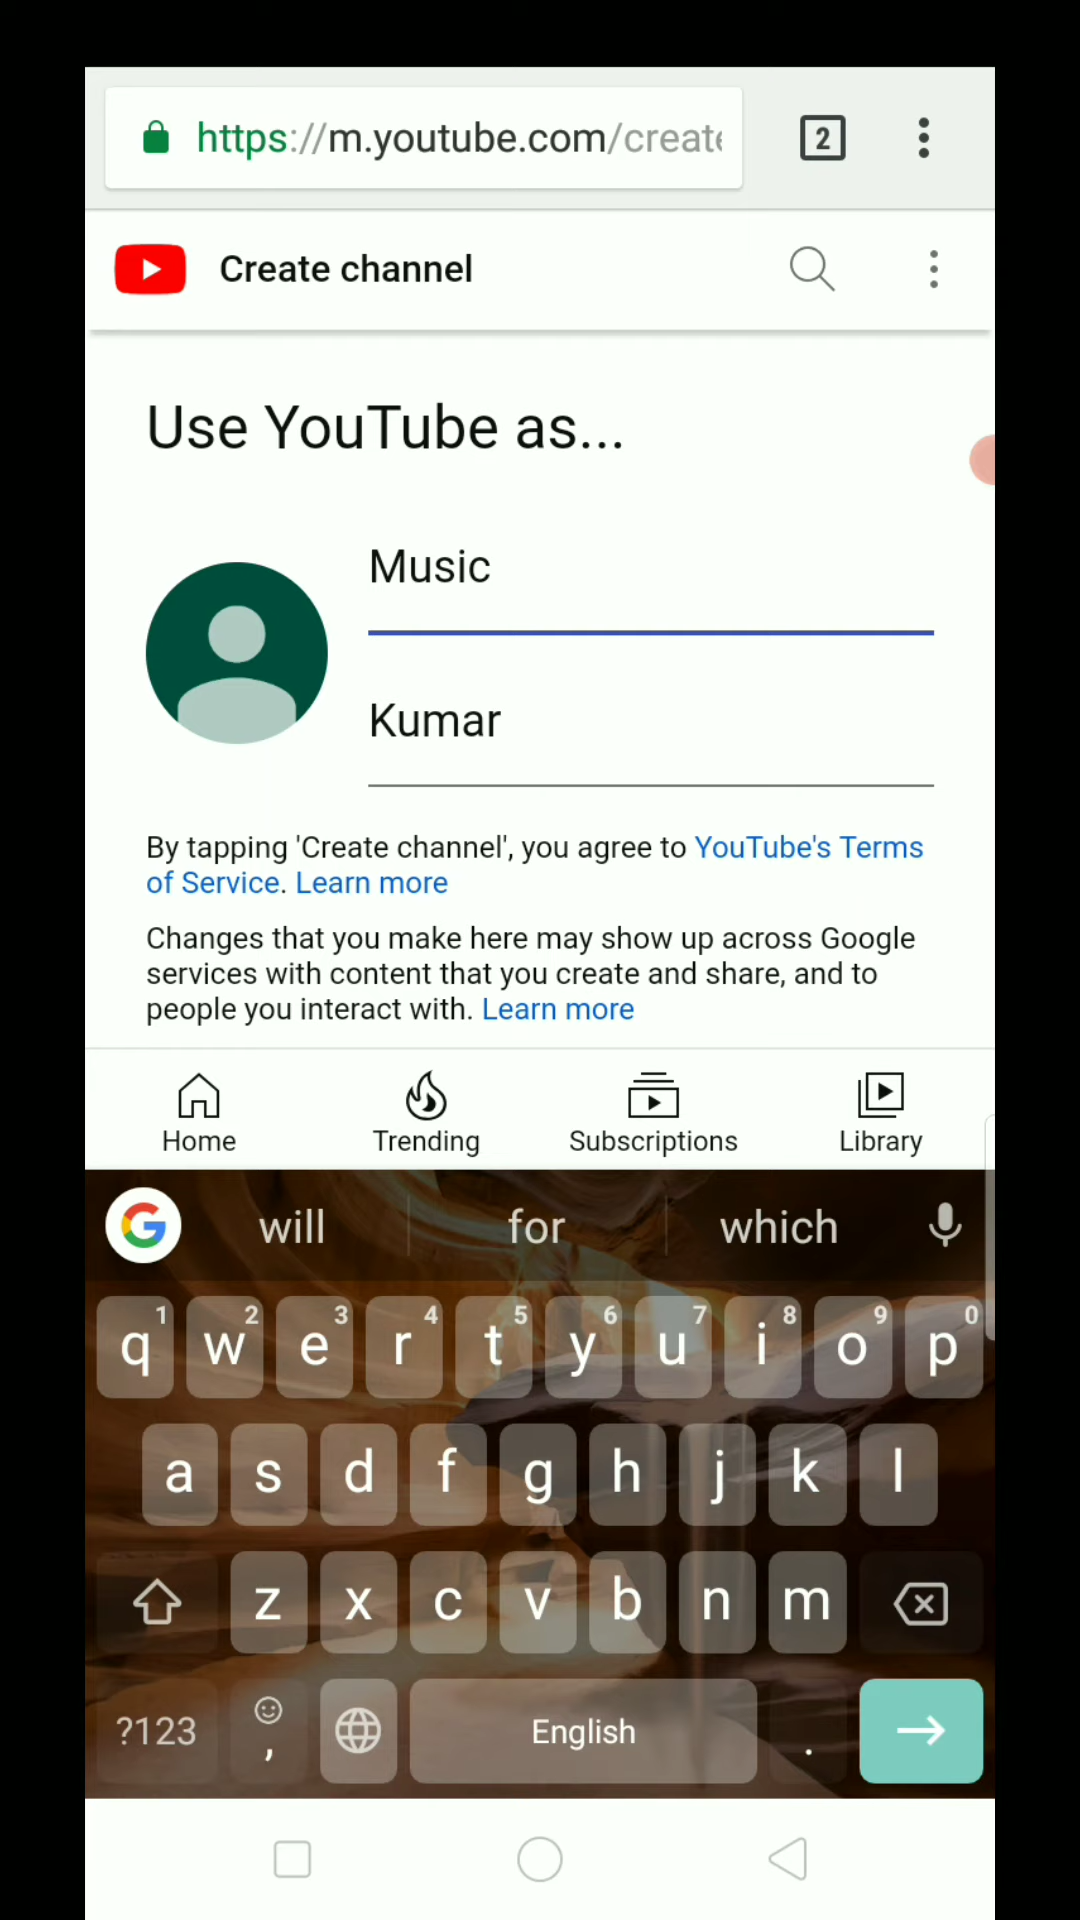 https://m.youtube.com/create
2
Create channel
Use YouTube as...
Music
Kumar
By tapping 'Create channel', you agree to YouTube's Terms
of Service. Learn more
Changes that you make here may show up across Google
services with content that you create and share, and to
people you interact with. Learn more
Home Trending Subscriptions Library
G will for which
1 2 3 4 5 6 7 8 9 0
q w e r t y u i o p
a s d f g h j k l
z x c v b n m
?123 , English .